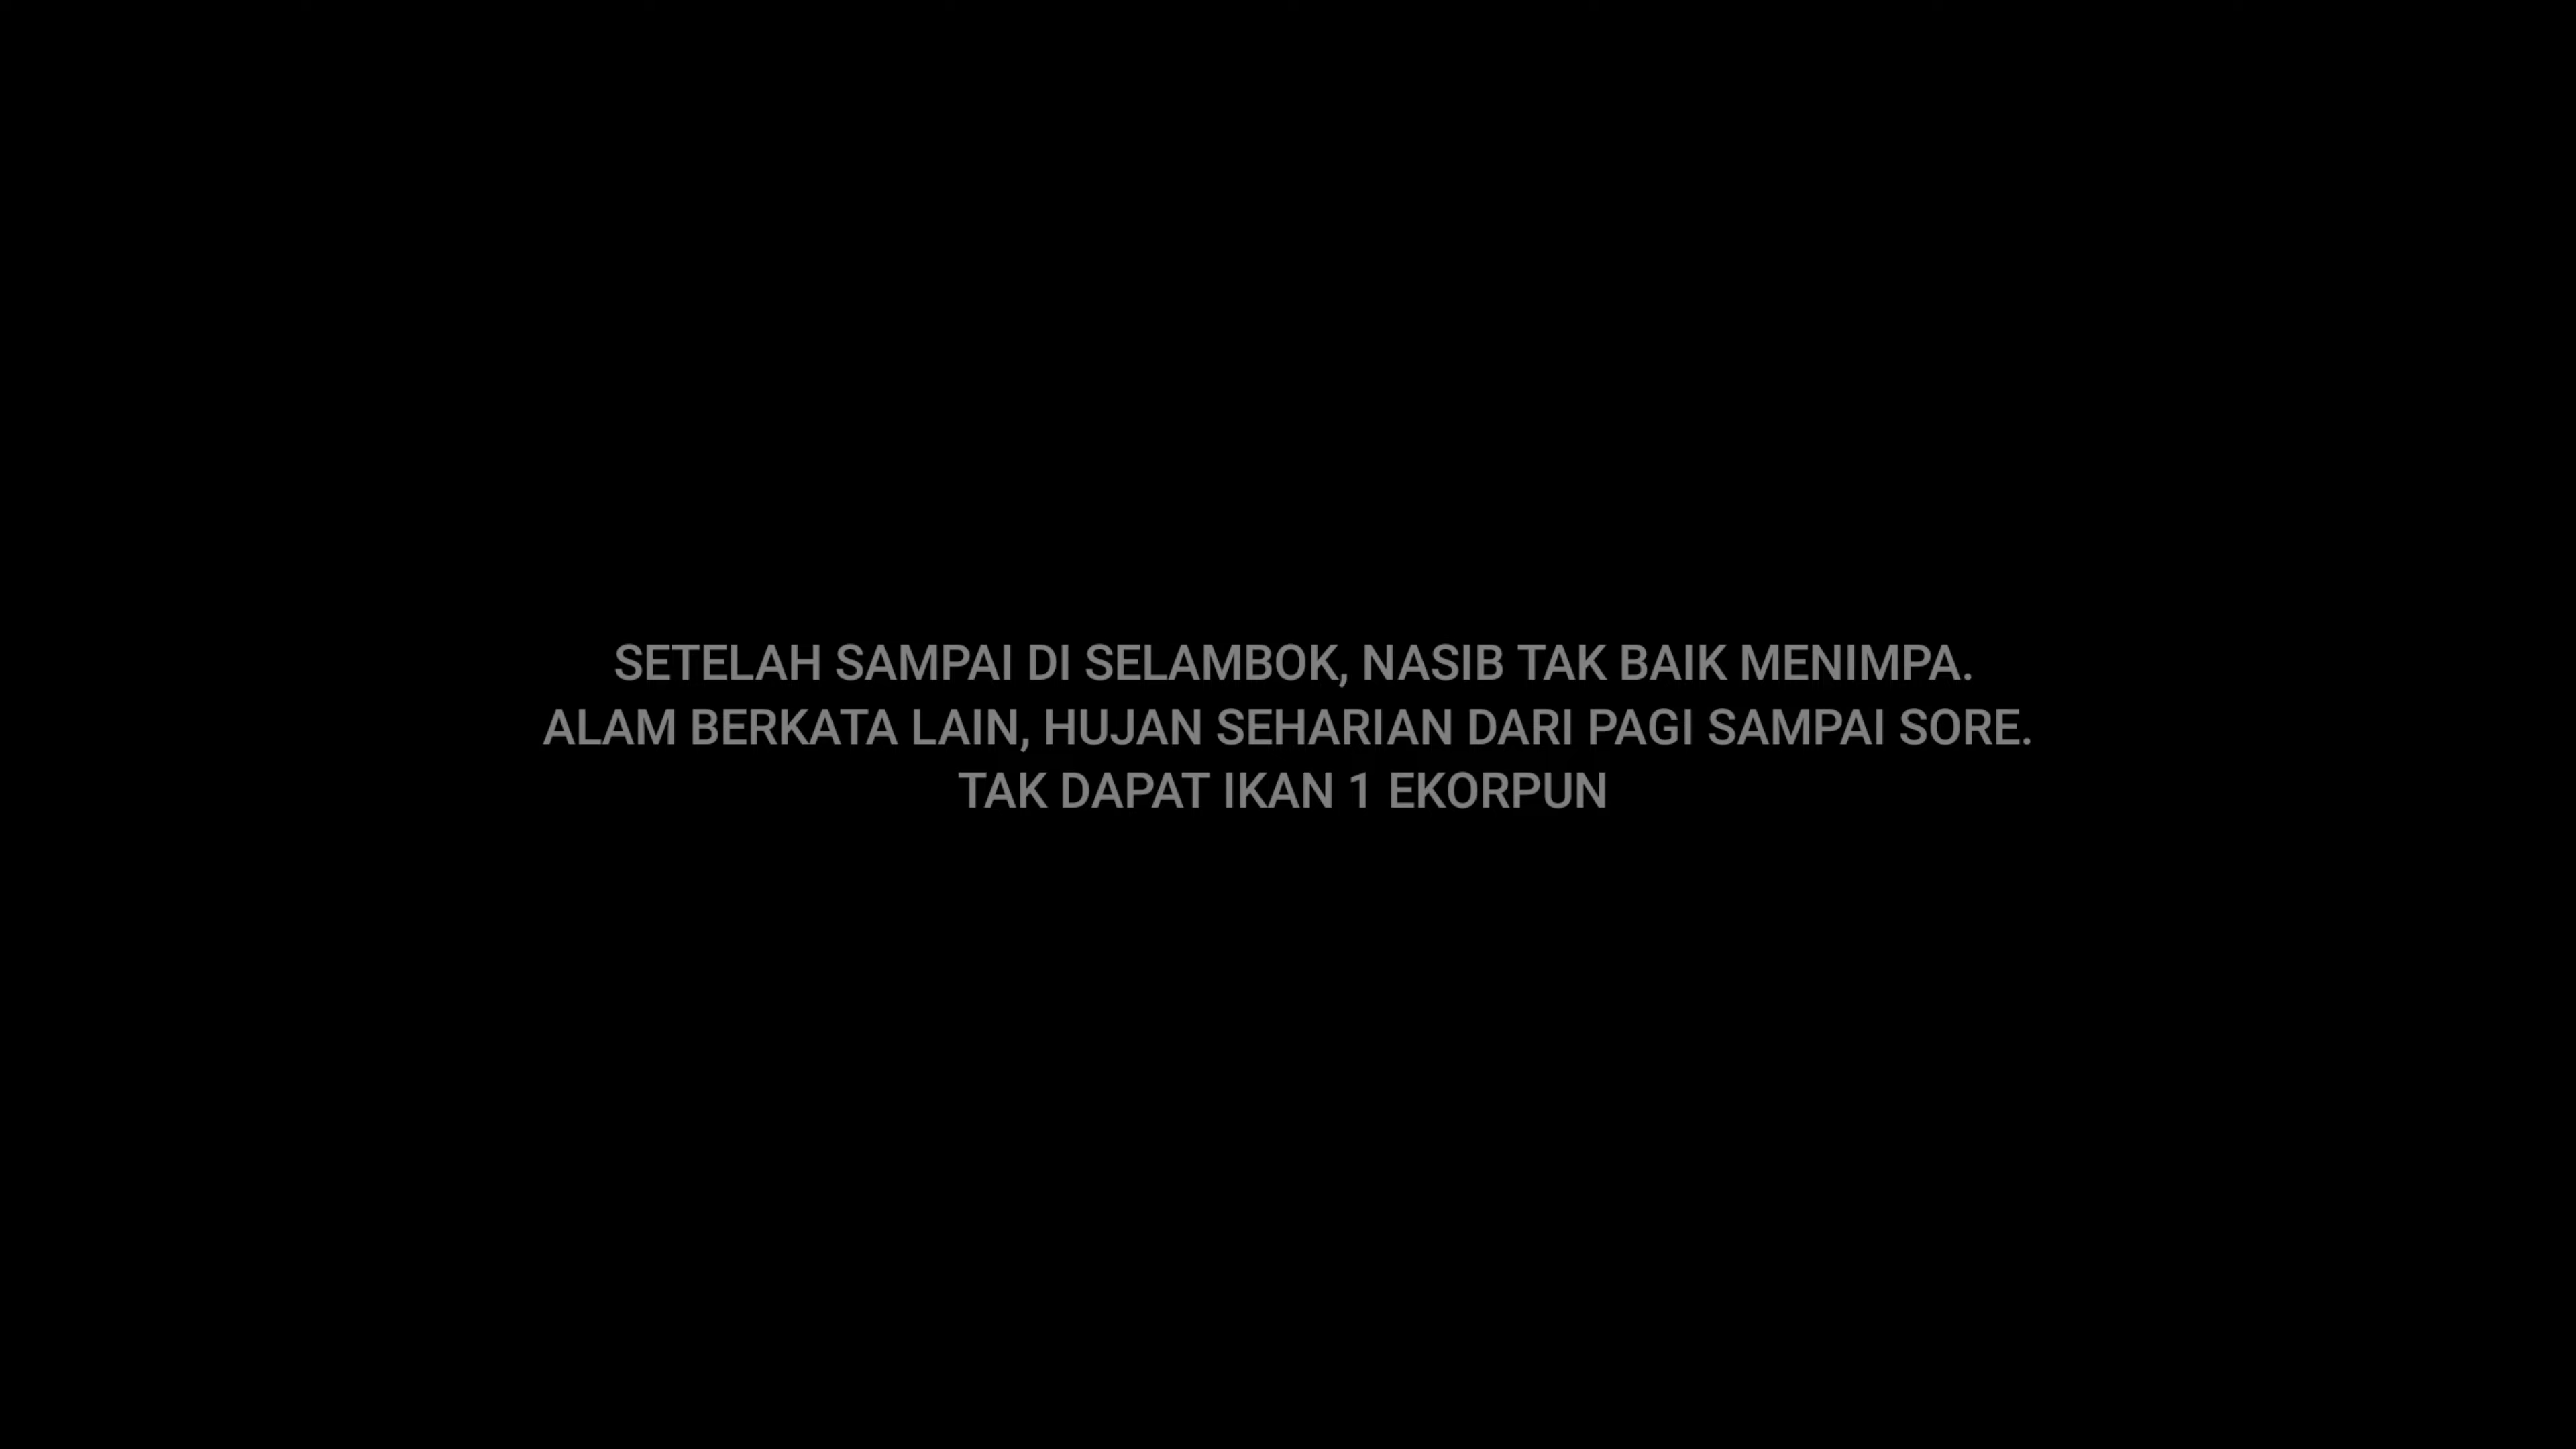 SETELAH SAMPAI DI SELAMBOK, NASIB TAK BAIK MENIMPA.
ALAM BERKATA LAIN, HUJAN SEHARIAN DARI PAGI SAMPAI SORE.
TAK DAPAT IKAN 1 EKORPUN